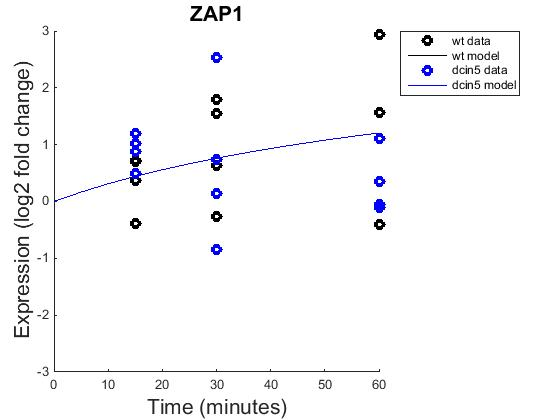 ZAP1
3
2
1
0
-1
-2
-3
0 10 20 30 40 50 60
Expression (log2 fold change)
Time (minutes)
wt data
wt model
dcin5 data
dcin5 model